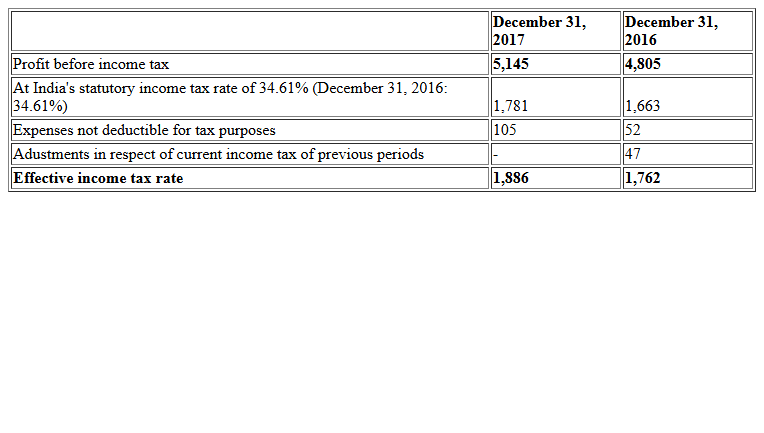 December 31, 2017 December 31, 2016
Profit before income tax 5,145 4,805
At India's statutory income tax rate of 34.61% (December 31, 2016: 34.61%) 1,781 1,663
Expenses not deductible for tax purposes 105 52
Adustments in respect of current income tax of previous periods - 47
Effective income tax rate 1,886 1,762